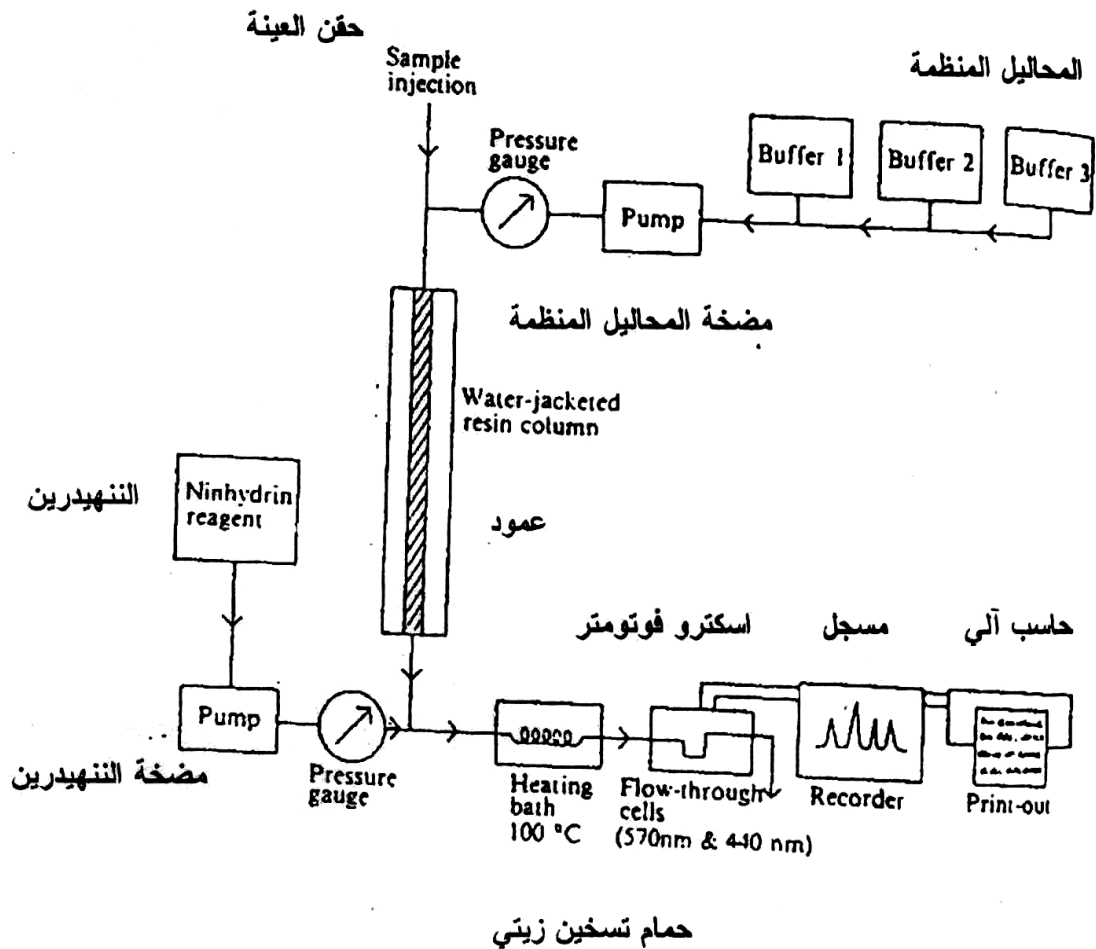 حقن العينة
Sample
injection
المحاليل المنظمة
Pressure
gauge
Buffer 1
Buffer 2
Buffer 3
Pump
مضخة المحاليل المنظمة
Water-jacketed
resin column
الننهيدرين
Ninhydrin
reagent
عمود
اسكترو فوتومتر
مسجل
حاسب آلي
Pump
مضخة الننهيدرين
Pressure
gauge
Heating
bath
100 °C
Flow-through
cells
(570nm & 440 nm)
Recorder
Print-out
حمام تسخين زيتي